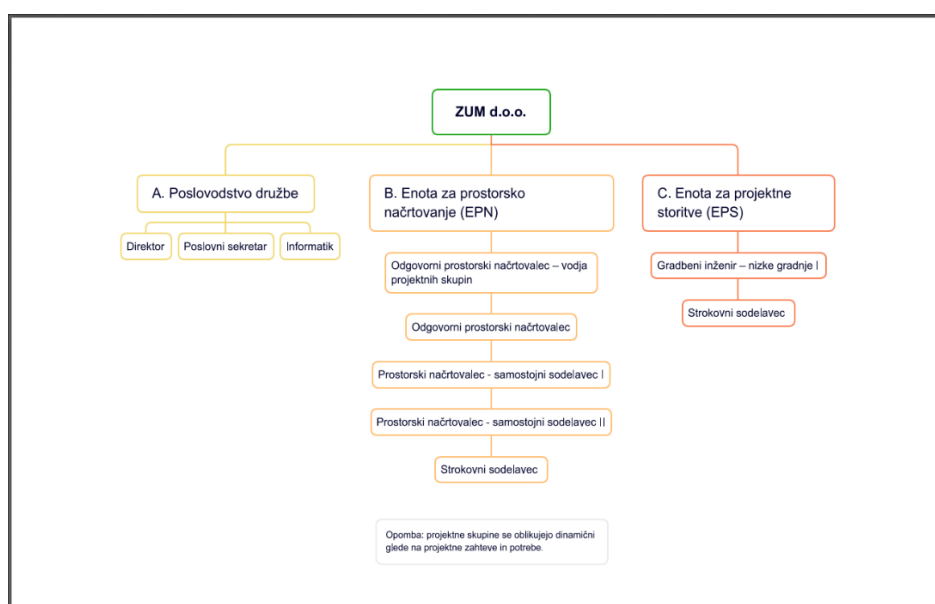 ZUM d.o.o.
A. Poslovodstvo družbe
Direktor
Poslovni sekretar
Informatik
B. Enota za prostorsko
načrtovanje (EPN)
Odgovorni prostorski načrtovalec – vodja
projektnih skupin
Odgovorni prostorski načrtovalec
Prostorski načrtovalec - samostojni sodelavec |
Prostorski načrtovalec - samostojni sodelavec ||
Strokovni sodelavec
C. Enota za projektne
storitve (EPS)
Gradbeni inženir – nizke gradnje |
Strokovni sodelavec
Opomba: projektne skupine se oblikujejo dinamični
glede na projektne zahteve in potrebe.